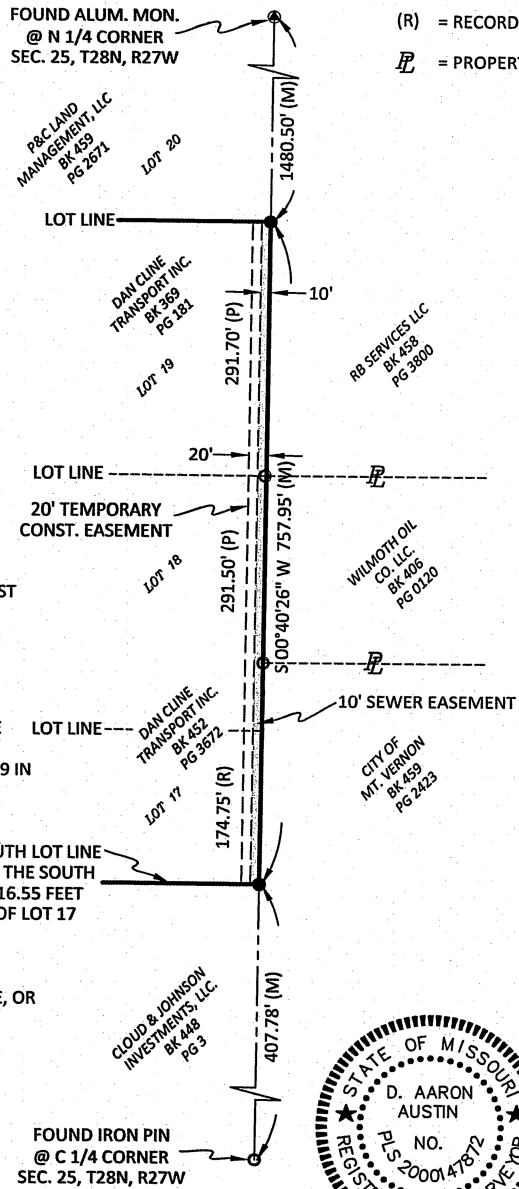 FOUND ALUM. MON.
@ N 1/4 CORNER
SEC. 25, T28N, R27W
(R) = RECORD
PL = PROPERT
P&C LAND
MANAGEMENT, LLC
BK 459
PG 2671
LOT 20
1480.50' (M)
LOT LINE
DAN CLINE
TRANSPORT INC.
BK 369
PG 181
LOT 19
291.70' (P)
10'
RB SERVICES LLC
BK 458
PG 3800
20'
LOT LINE
PL
20' TEMPORARY
CONST. EASEMENT
LOT 18
291.50' (P)
S 00°40'26" W 757.95' (M)
WILMOTH OIL
CO. LLC.
BK 406
PG 0120
ST
PL
10' SEWER EASEMENT
E
LOT LINE
DAN CLINE
TRANSPORT INC.
BK 452
PG 3672
9 IN
LOT 17
174.75' (R)
CITY OF
MT. VERNON
BK 459
PG 2423
UTH LOT LINE
THE SOUTH
16.55 FEET
OF LOT 17
E, OR
CLOUD & JOHNSON
INVESTMENTS, LLC.
BK 448
PG 3
407.78' (M)
FOUND IRON PIN
@ C 1/4 CORNER
SEC. 25, T28N, R27W
STATE OF MISSOURI
D. AARON
AUSTIN
NO.
PLS 2000147872